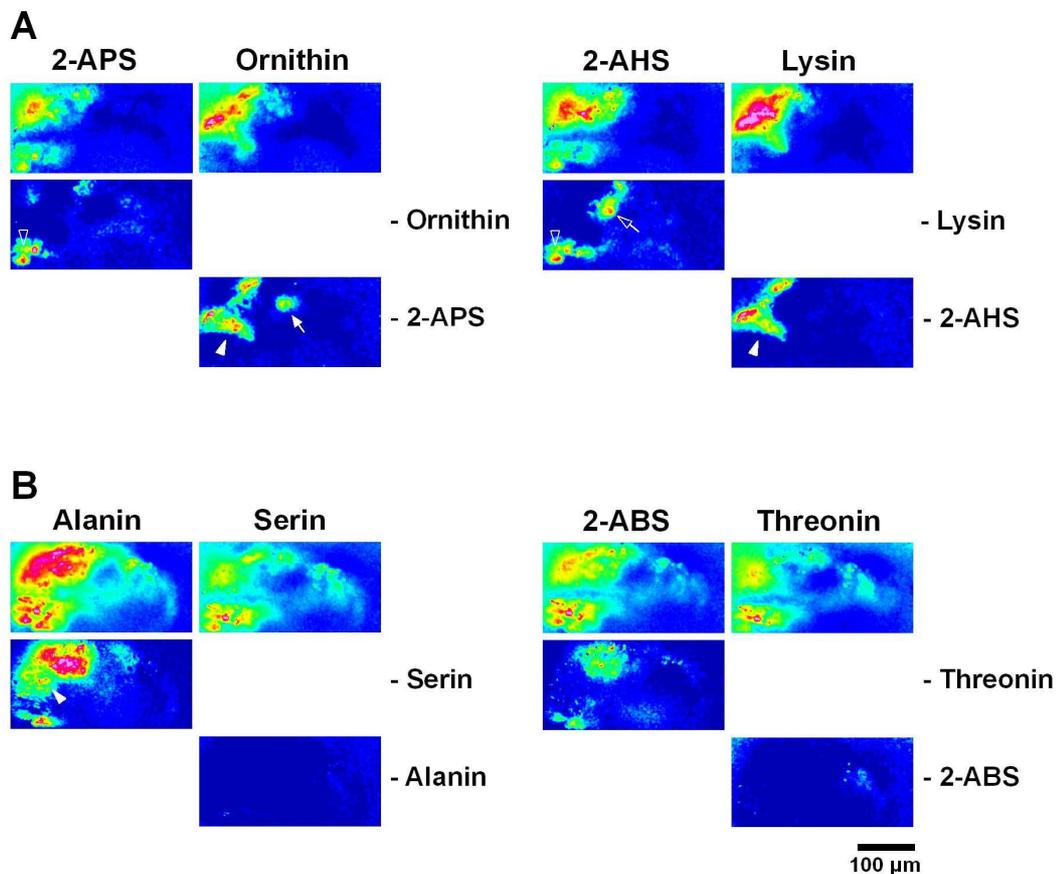 A
2-APS Ornithin 2-AHS Lysin
- Ornithin - Lysin
- 2-APS - 2-AHS
B
Alanin Serin 2-ABS Threonin
- Serin - Threonin
- Alanin - 2-ABS
100 µm